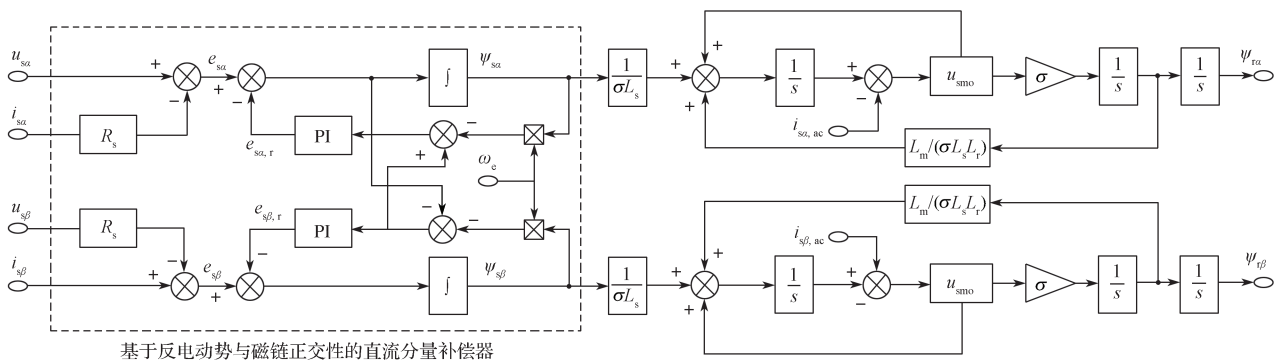 u_sα
i_sα
R_s
+
−
e_sα
+
−
e_sα, r
PI
∫
ψ_sα
−
+
ω_e
u_sβ
i_sβ
R_s
−
+
e_sβ
+
−
e_sβ, r
PI
−
−
∫
ψ_sβ
基于反电动势与磁链正交性的直流分量补偿器
1/(σL_s)
+
+
+
1/s
+
−
i_sα, ac
u_smo
σ
1/s
1/s
ψ_rα
L_m/(σL_sL_r)
L_m/(σL_sL_r)
1/(σL_s)
+
+
+
1/s
i_sβ, ac
+
−
u_smo
σ
1/s
1/s
ψ_rβ